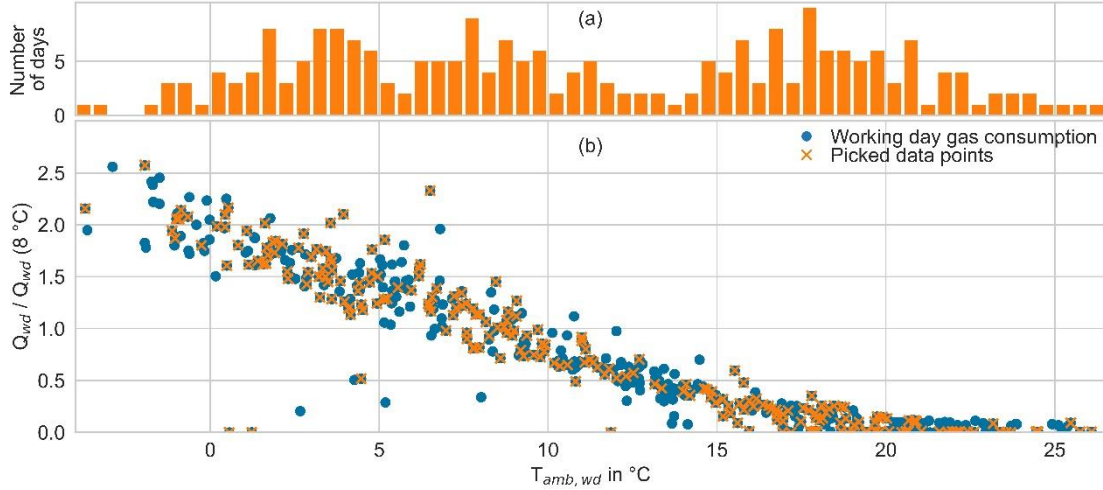 (a)
Number
of days
5
0
(b)
Working day gas consumption
Picked data points
Q_wd / Q_wd (8 °C)
2.5
2.0
1.5
1.0
0.5
0.0
0 5 10 15 20 25
T_amb, wd in °C